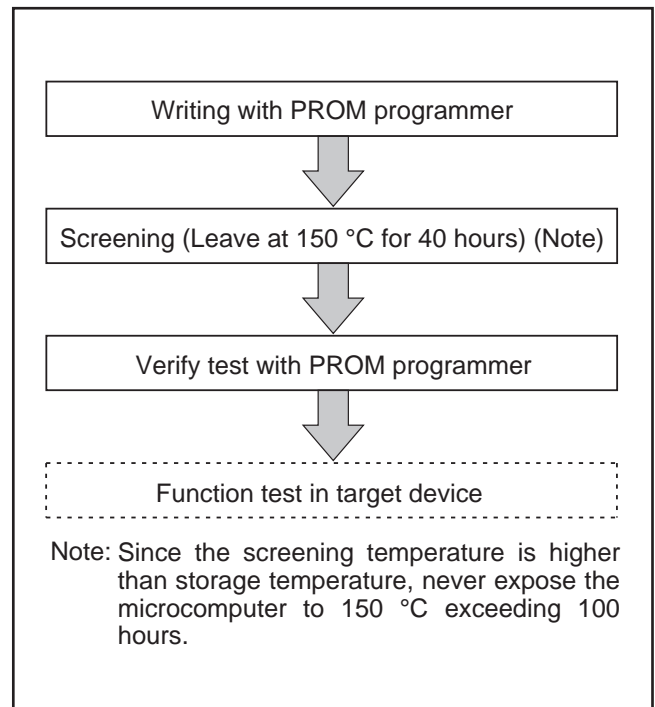 Writing with PROM programmer
Screening (Leave at 150 °C for 40 hours) (Note)
Verify test with PROM programmer
Function test in target device
Note: Since the screening temperature is higher
than storage temperature, never expose the
microcomputer to 150 °C exceeding 100
hours.